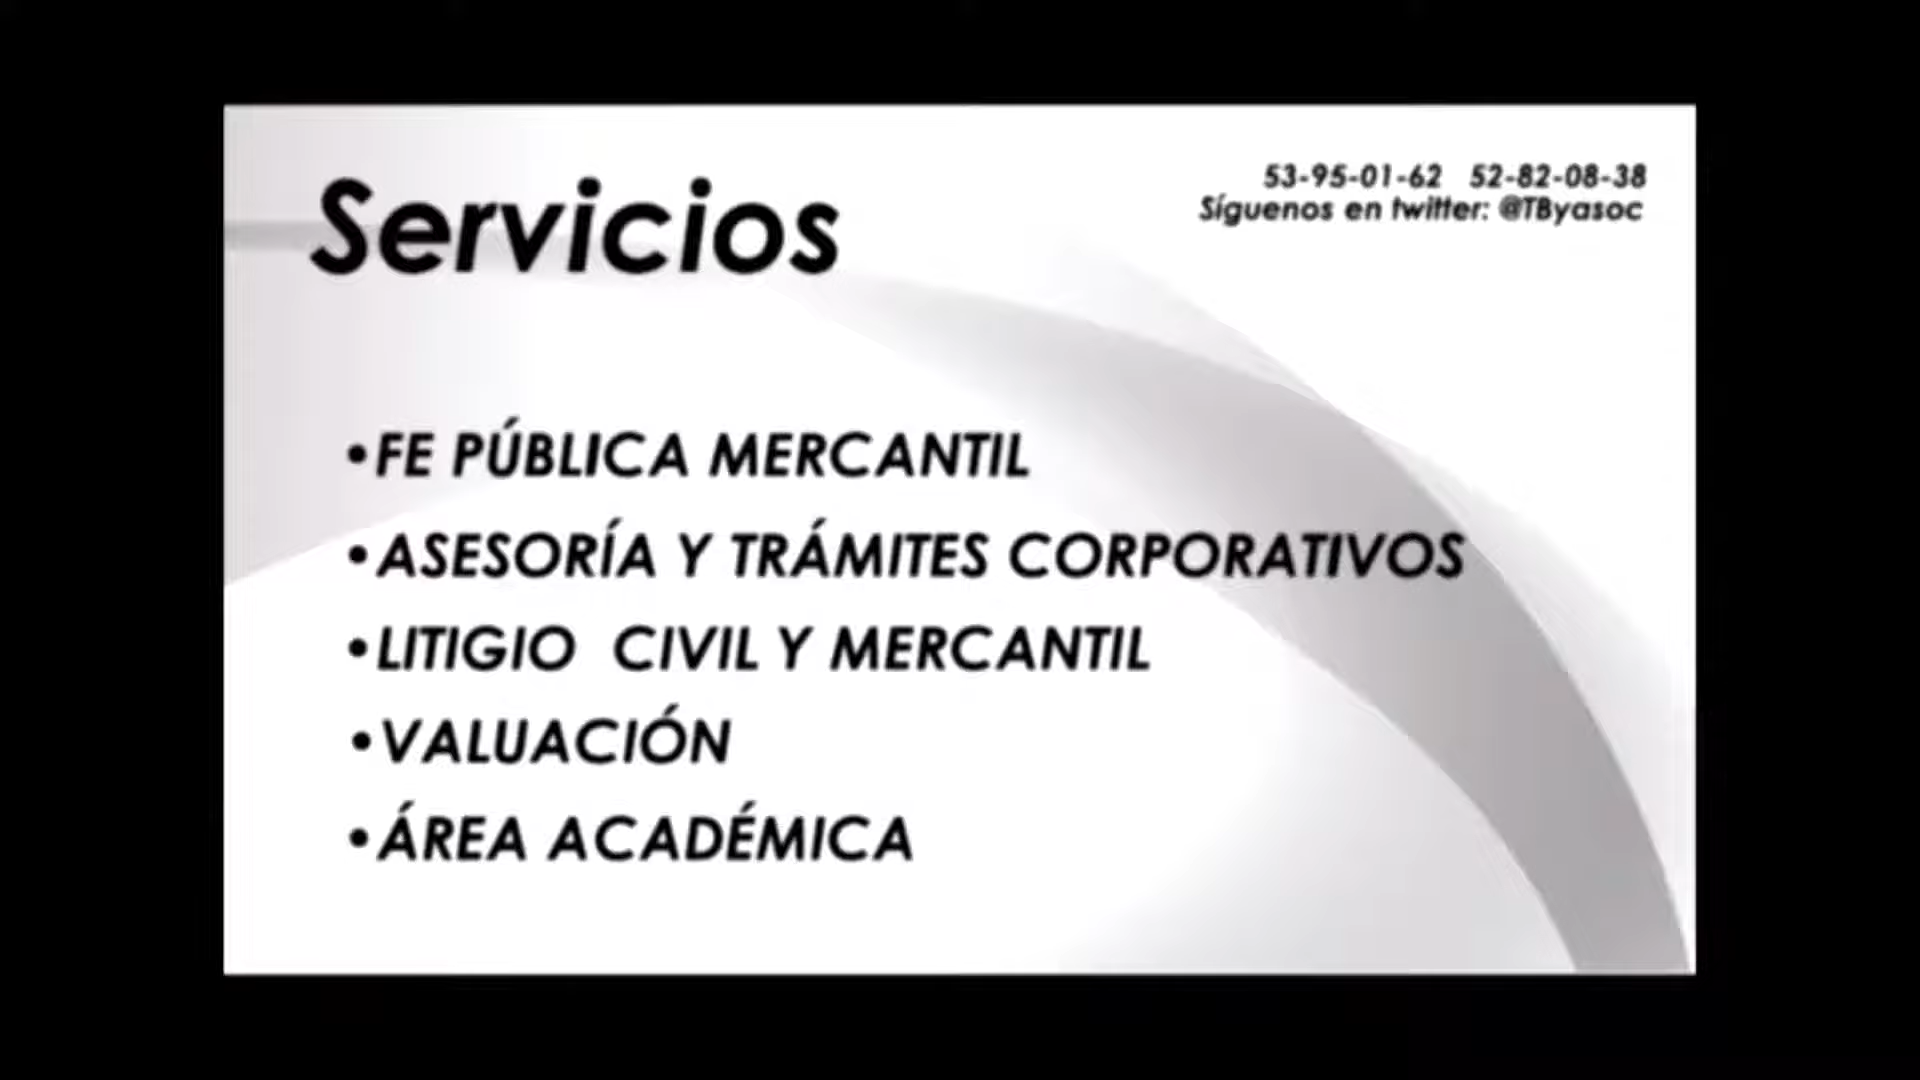 Servicios
53-95-01-62 52-82-08-38
Síguenos en twitter: @TByasoc
•FE PÚBLICA MERCANTIL
•ASESORÍA Y TRÁMITES CORPORATIVOS
•LITIGIO CIVIL Y MERCANTIL
•VALUACIÓN
•ÁREA ACADÉMICA